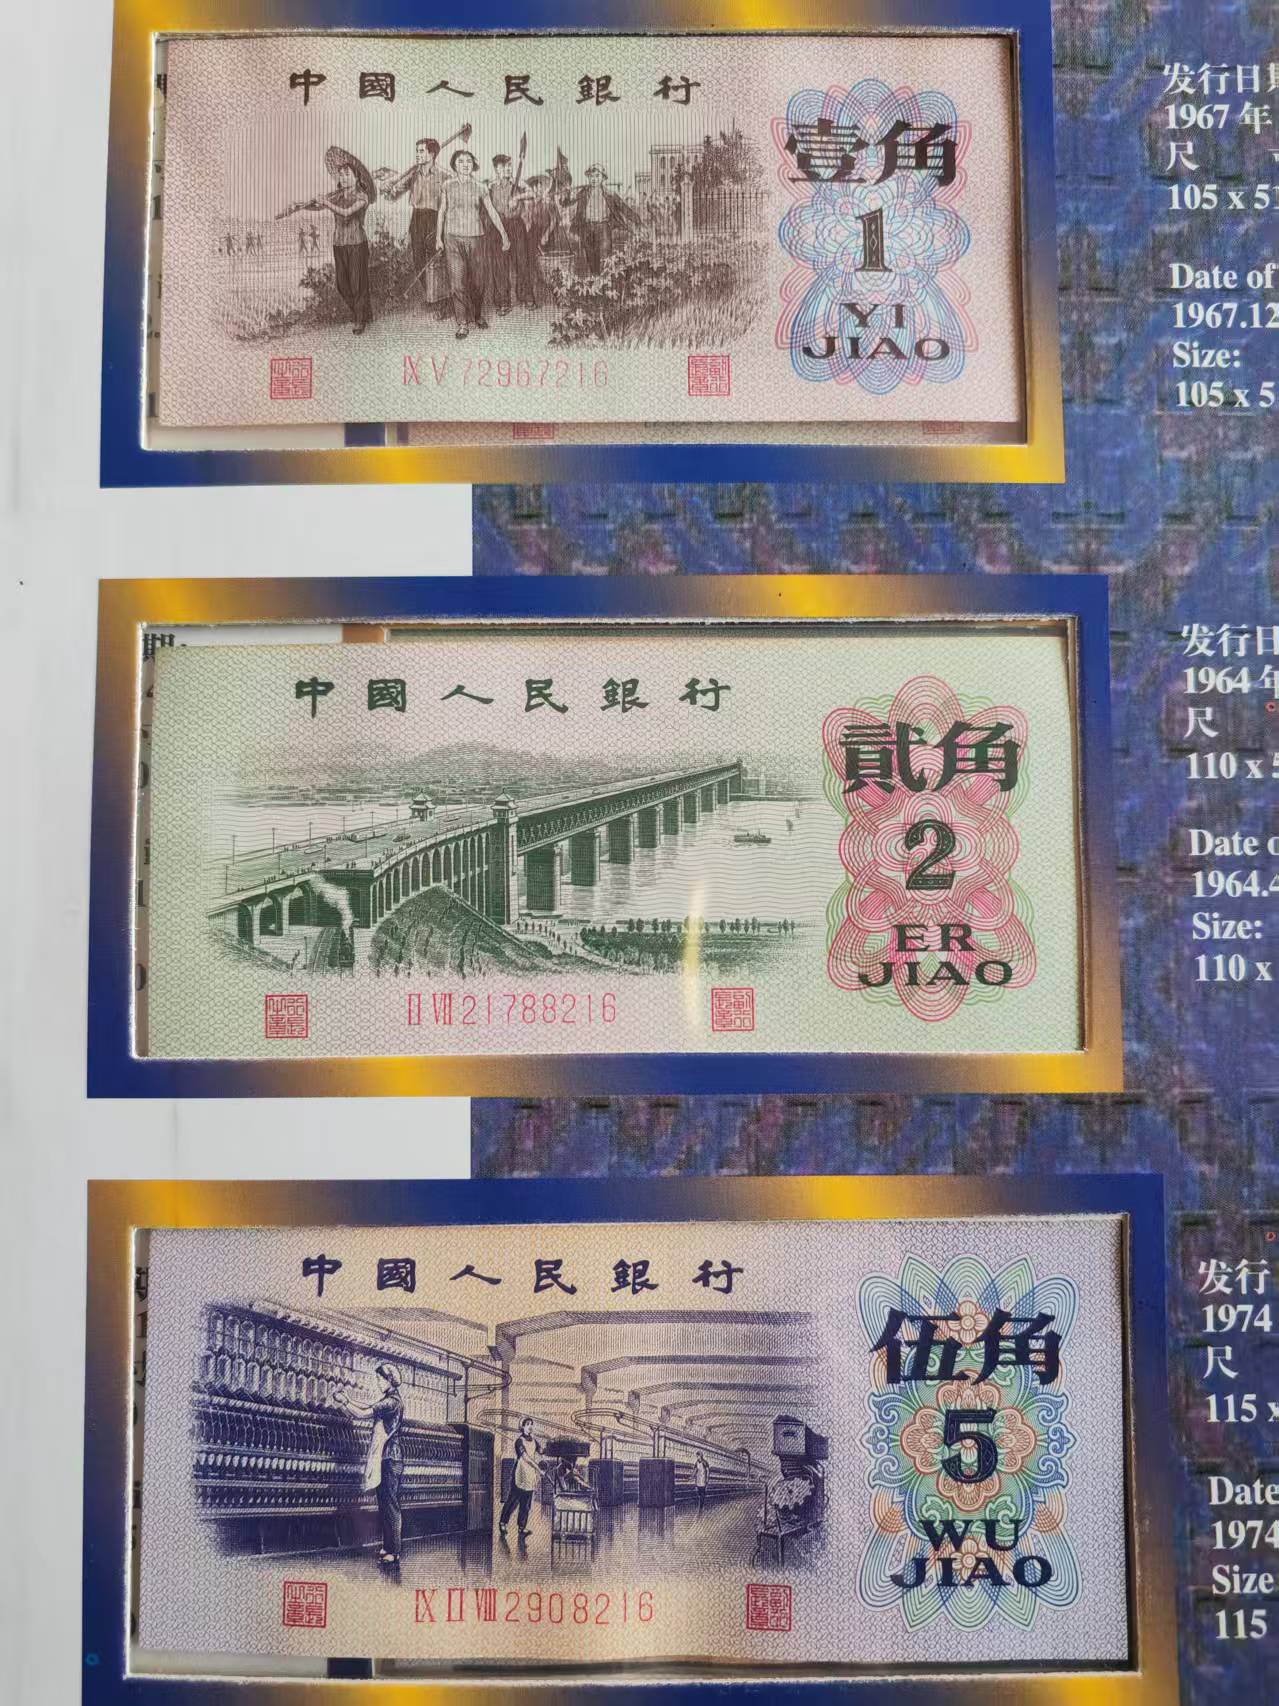 中國人民銀行
壹角
1
YI
JIAO
ⅨⅤ72967216
发行日期
1967年
尺 寸
105 x 51
Date of
1967.12
Size:
105 x 5
期:
中國人民銀行
貳角
2
ER
JIAO
ⅡⅦ21788216
发行日
1964年
尺
110 x 5
Date o
1964.4
Size:
110 x
中國人民銀行
伍角
5
WU
JIAO
ⅨⅡⅧ2908216
发行
1974
尺
115 x
Date
1974
Size
115